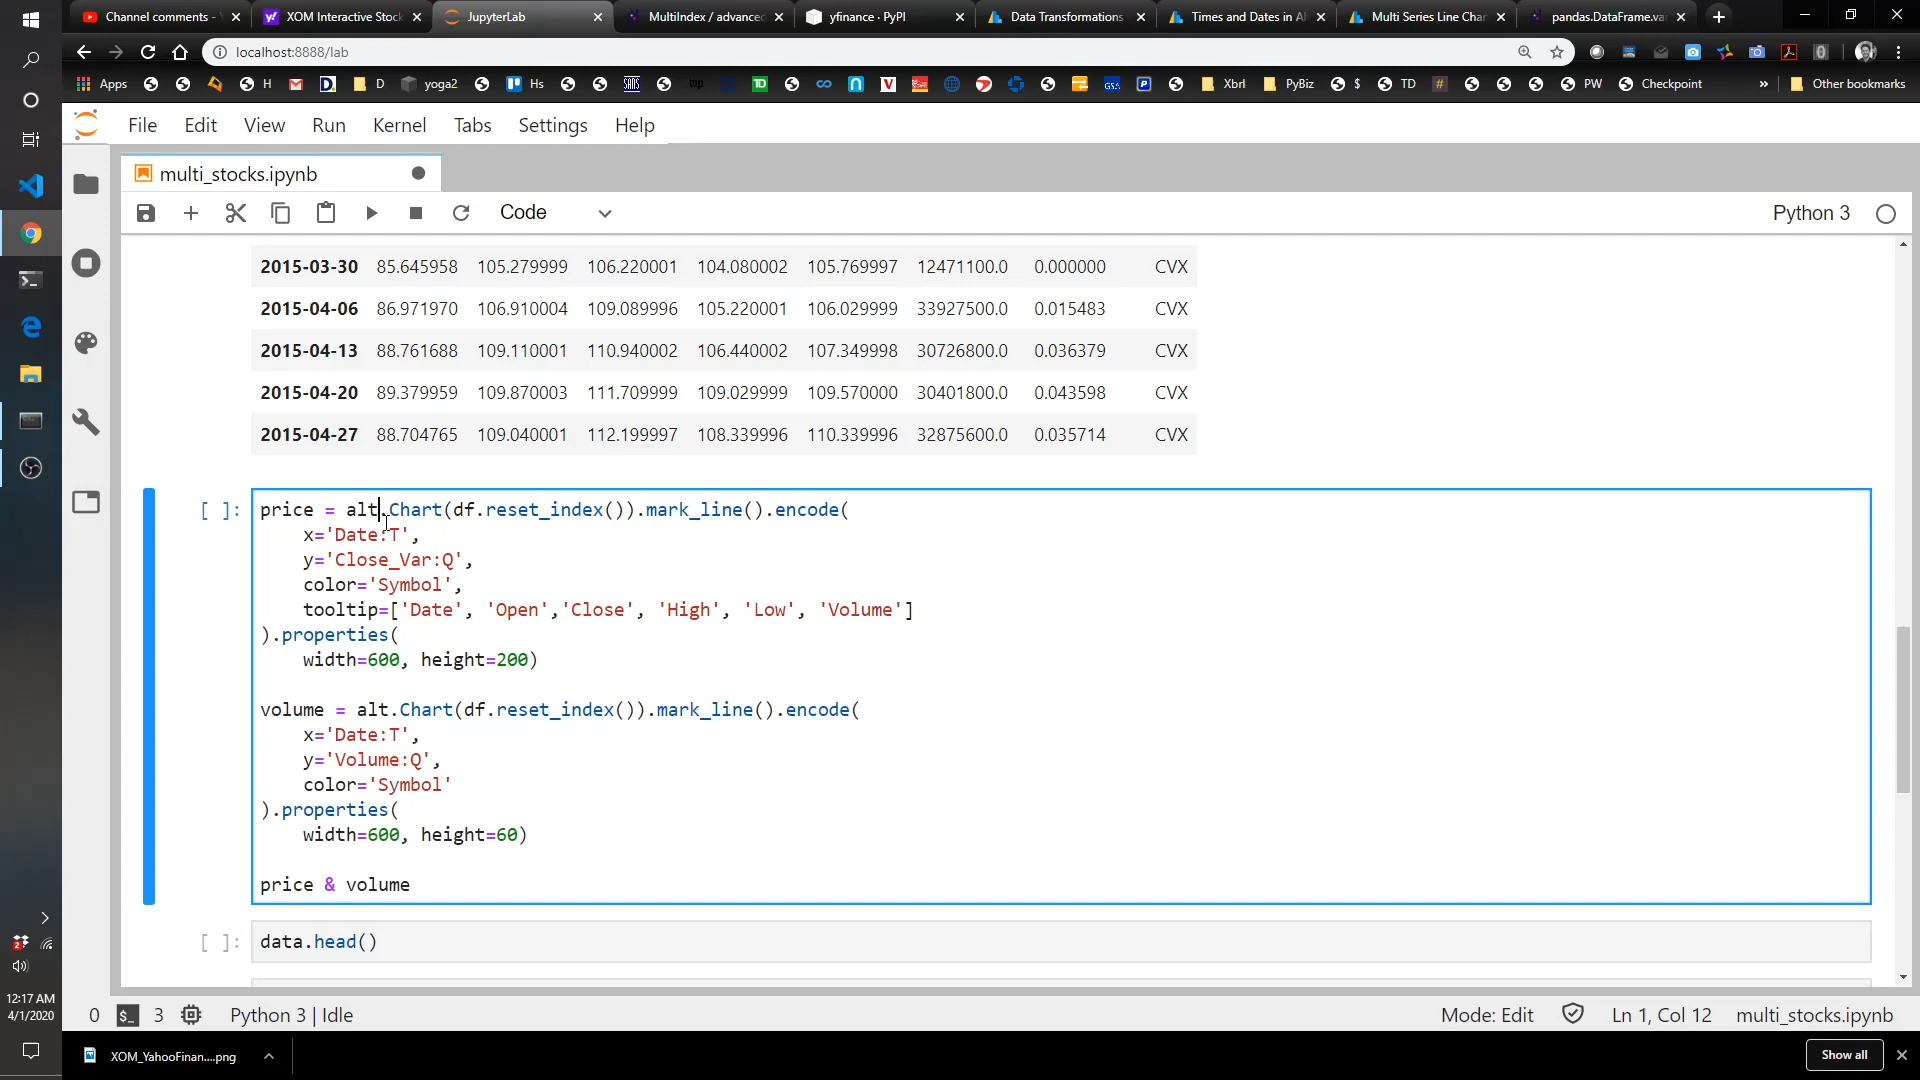 Channel comments -
XOM Interactive Stock
JupyterLab
MultiIndex / advanced
yfinance · PyPI
Data Transformations
Times and Dates in Al
Multi Series Line Char
pandas.DataFrame.va
localhost:8888/lab
Apps
H
D
yoga2
Hs
Xbrl
PyBiz
$
TD
PW
Checkpoint
»
Other bookmarks
File Edit View Run Kernel Tabs Settings Help
multi_stocks.ipynb
Code
Python 3
2015-03-30 85.645958 105.279999 106.220001 104.080002 105.769997 12471100.0 0.000000 CVX
2015-04-06 86.971970 106.910004 109.089996 105.220001 106.029999 33927500.0 0.015483 CVX
2015-04-13 88.761688 109.110001 110.940002 106.440002 107.349998 30726800.0 0.036379 CVX
2015-04-20 89.379959 109.870003 111.709999 109.029999 109.570000 30401800.0 0.043598 CVX
2015-04-27 88.704765 109.040001 112.199997 108.339996 110.339996 32875600.0 0.035714 CVX
[ ]: price = alt.Chart(df.reset_index()).mark_line().encode(
x='Date:T',
y='Close_Var:Q',
color='Symbol',
tooltip=['Date', 'Open','Close', 'High', 'Low', 'Volume']
).properties(
width=600, height=200)
volume = alt.Chart(df.reset_index()).mark_line().encode(
x='Date:T',
y='Volume:Q',
color='Symbol'
).properties(
width=600, height=60)
price & volume
[ ]: data.head()
12:17 AM
4/1/2020
0 3 Python 3 | Idle
Mode: Edit
Ln 1, Col 12 multi_stocks.ipynb
XOM_YahooFinan....png
Show all